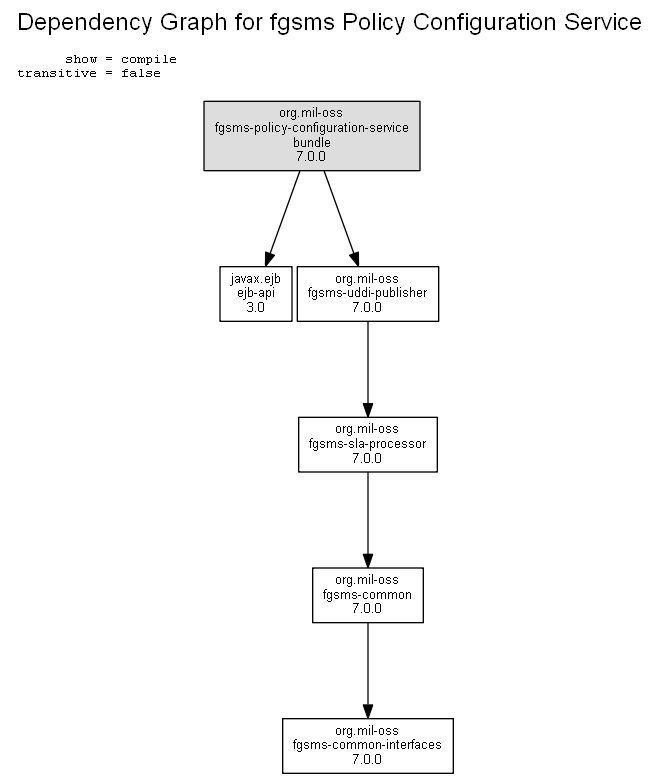 Dependency Graph for fgsms Policy Configuration Service
show = compile
transitive = false
org.mil-oss
fgsms-policy-configuration-service
bundle
7.0.0
javax.ejb
ejb-api
3.0
org.mil-oss
fgsms-uddi-publisher
7.0.0
org.mil-oss
fgsms-sla-processor
7.0.0
org.mil-oss
fgsms-common
7.0.0
org.mil-oss
fgsms-common-interfaces
7.0.0